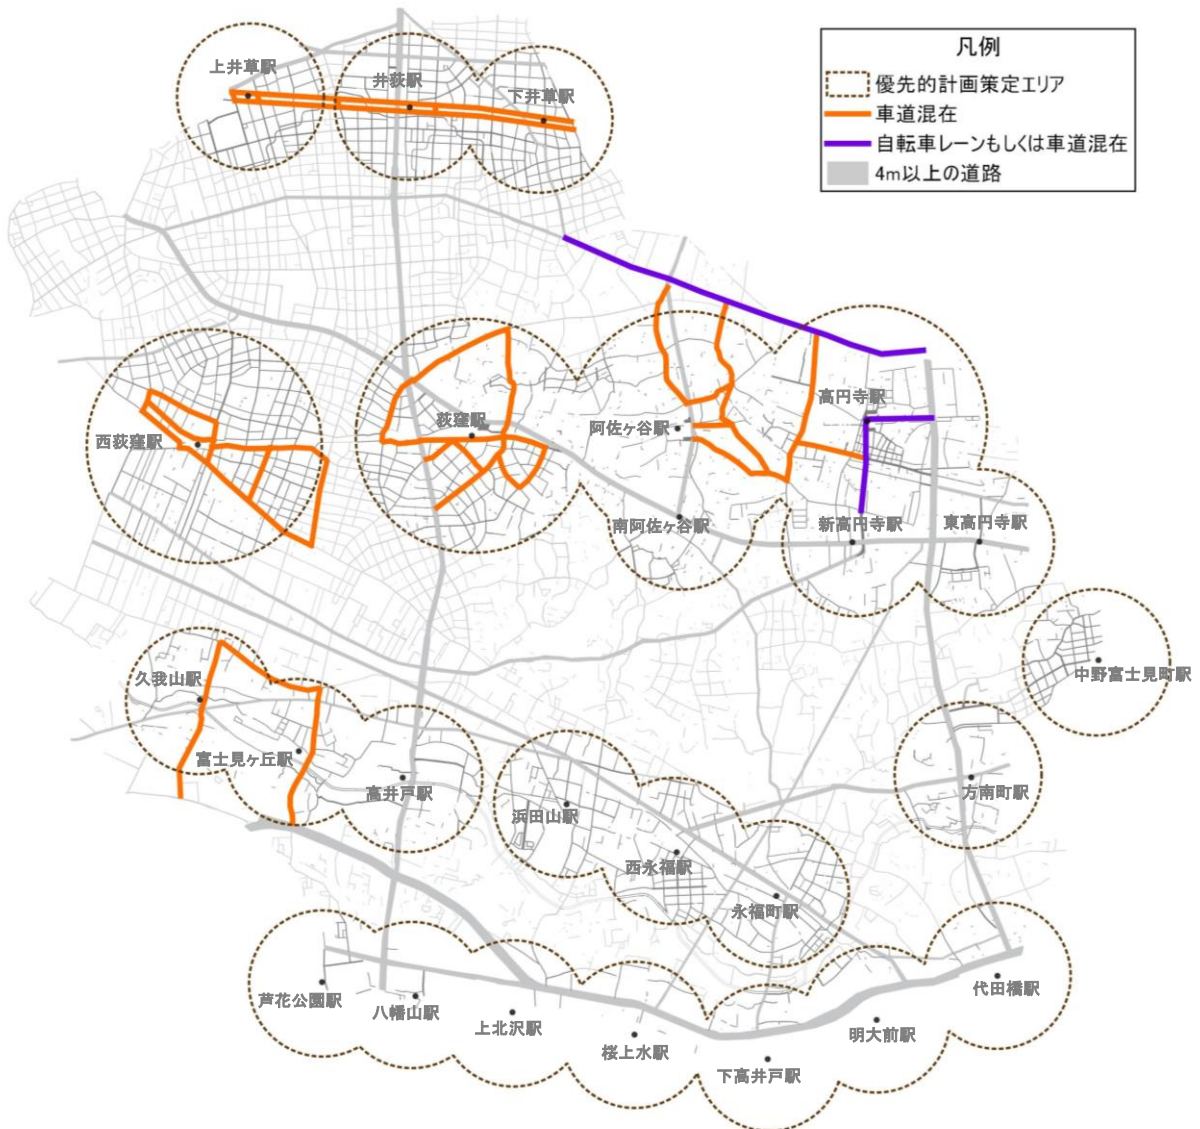 凡例
優先的計画策定エリア
車道混在
自転車レーンもしくは車道混在
4m以上の道路
上井草駅
井荻駅
下井草駅
西荻窪駅
荻窪駅
阿佐ヶ谷駅
高円寺駅
南阿佐ヶ谷駅
新高円寺駅
東高円寺駅
中野富士見町駅
久我山駅
富士見ヶ丘駅
高井戸駅
浜田山駅
西永福駅
永福町駅
方南町駅
芦花公園駅
八幡山駅
上北沢駅
桜上水駅
下高井戸駅
明大前駅
代田橋駅